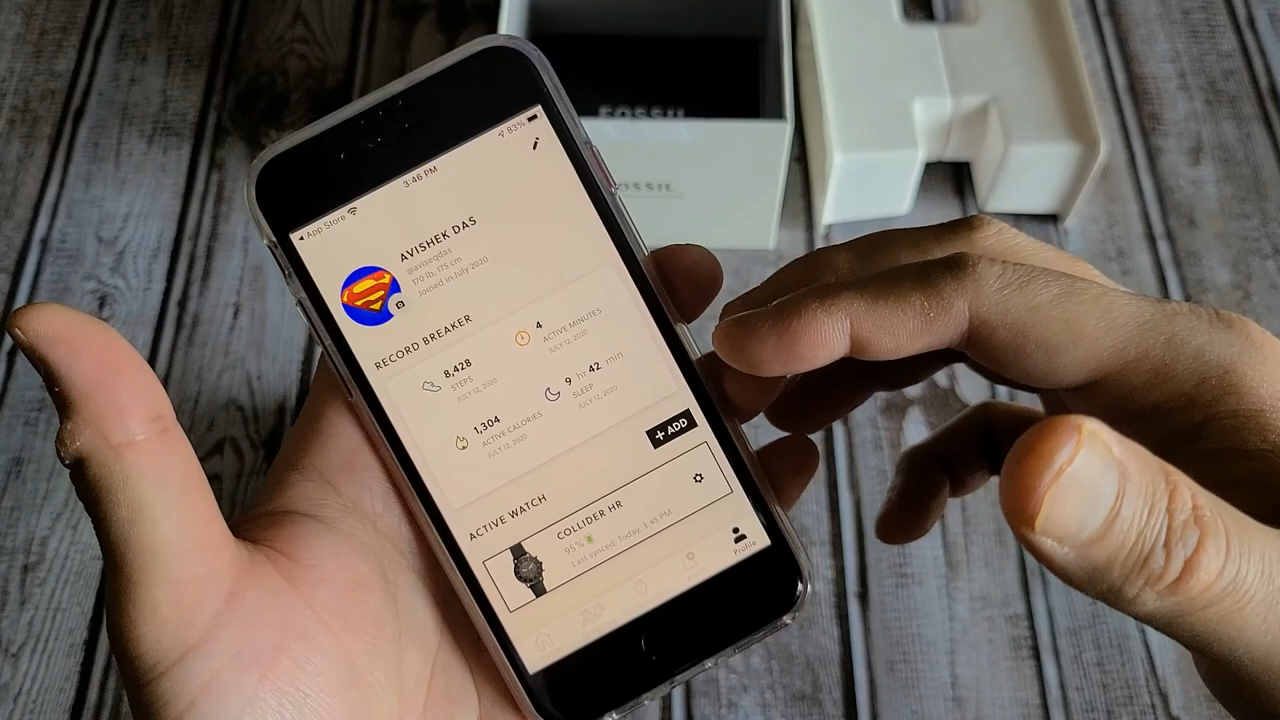 FOSSIL
FOSSIL
◂ App Store
3:46 PM
83%
AVISHEK DAS
@aviseqdas
170 lb, 175 cm
Joined in July 2020
RECORD BREAKER
8,428
STEPS
JULY 12, 2020
4
ACTIVE MINUTES
JULY 12, 2020
1,304
ACTIVE CALORIES
JULY 12, 2020
9 hr 42 min
SLEEP
JULY 12, 2020
ACTIVE WATCH
+ ADD
COLLIDER HR
95%
Last synced: Today, 3:45 PM
Profile